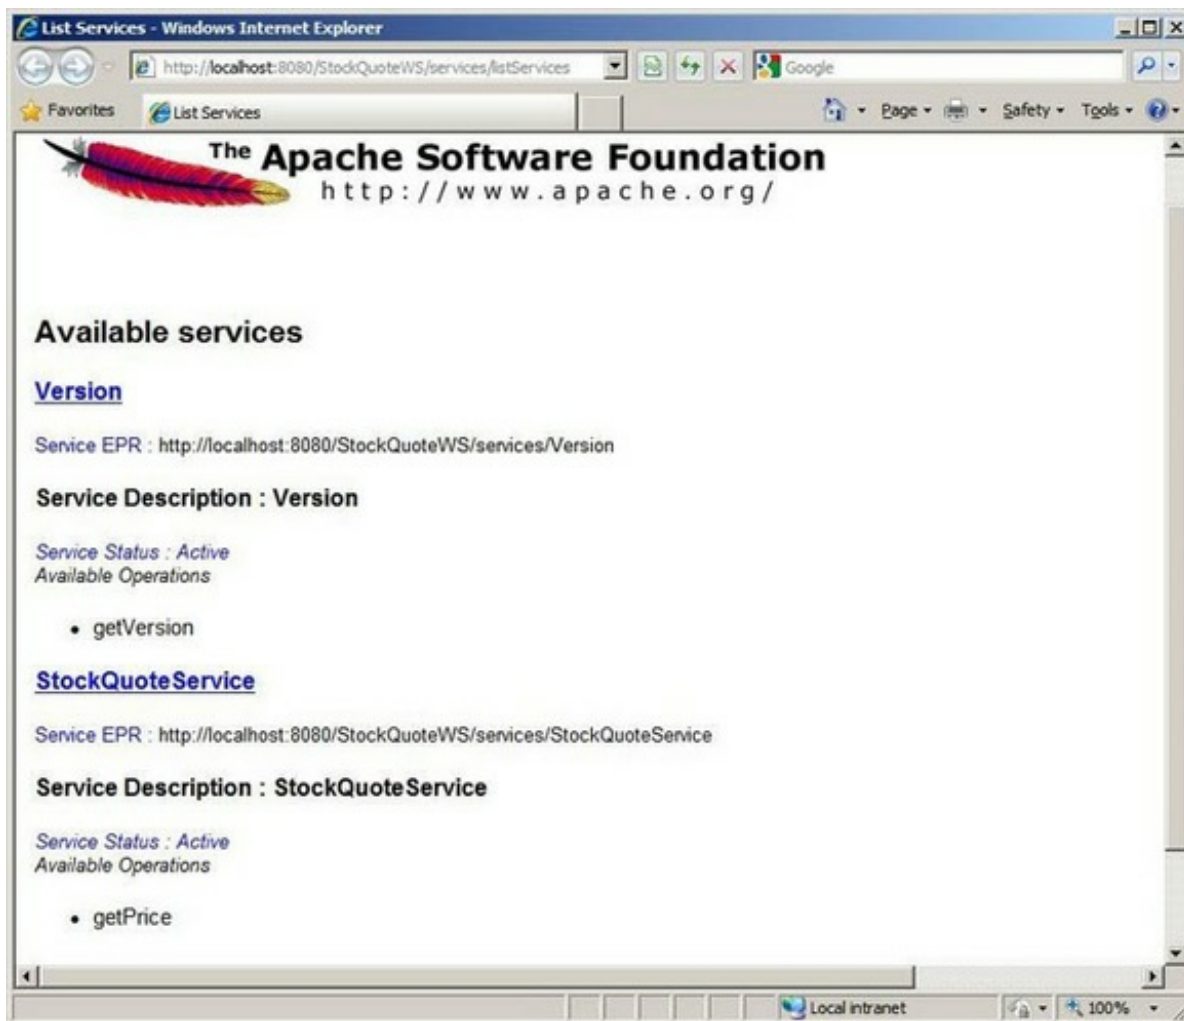 List Services - Windows Internet Explorer
http://localhost:8080/StockQuoteWS/services/listServices
Google
Favorites
List Services
Page
Safety
Tools
The Apache Software Foundation
http://www.apache.org/
Available services
Version
Service EPR : http://localhost:8080/StockQuoteWS/services/Version
Service Description : Version
Service Status : Active
Available Operations
• getVersion
StockQuoteService
Service EPR : http://localhost:8080/StockQuoteWS/services/StockQuoteService
Service Description : StockQuoteService
Service Status : Active
Available Operations
• getPrice
Local intranet
100%